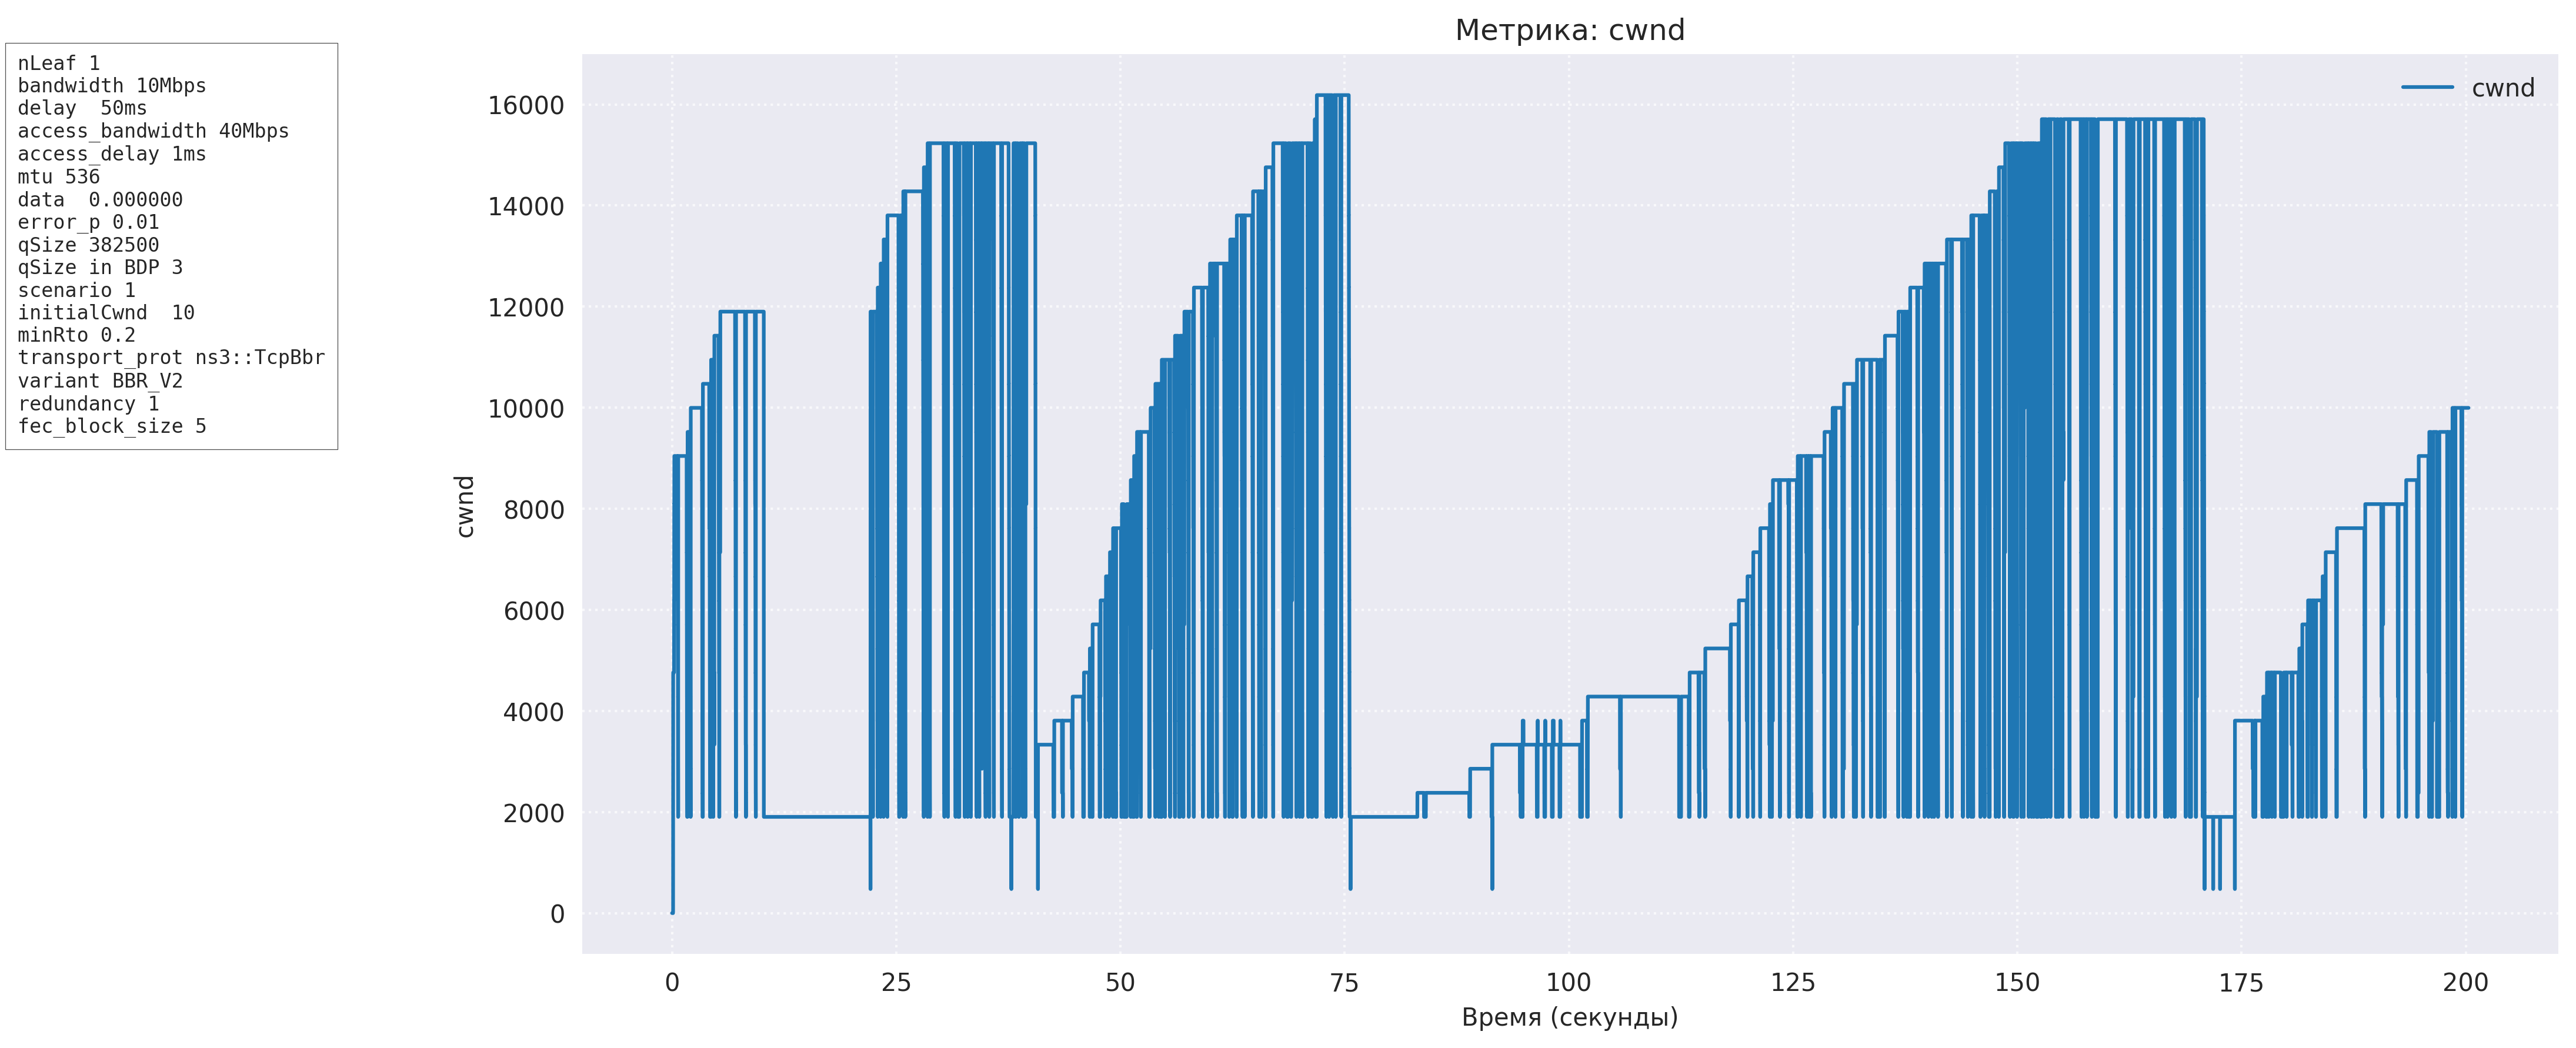 Метрика: cwnd
nLeaf 1
bandwidth 10Mbps
delay  50ms
access_bandwidth 40Mbps
access_delay 1ms
mtu 536
data  0.000000
error_p 0.01
qSize 382500
qSize in BDP 3
scenario 1
initialCwnd  10
minRto 0.2
transport_prot ns3::TcpBbr
variant BBR_V2
redundancy 1
fec_block_size 5
cwnd
16000
14000
12000
10000
8000
6000
4000
2000
0
cwnd
0 25 50 75 100 125 150 175 200
Время (секунды)